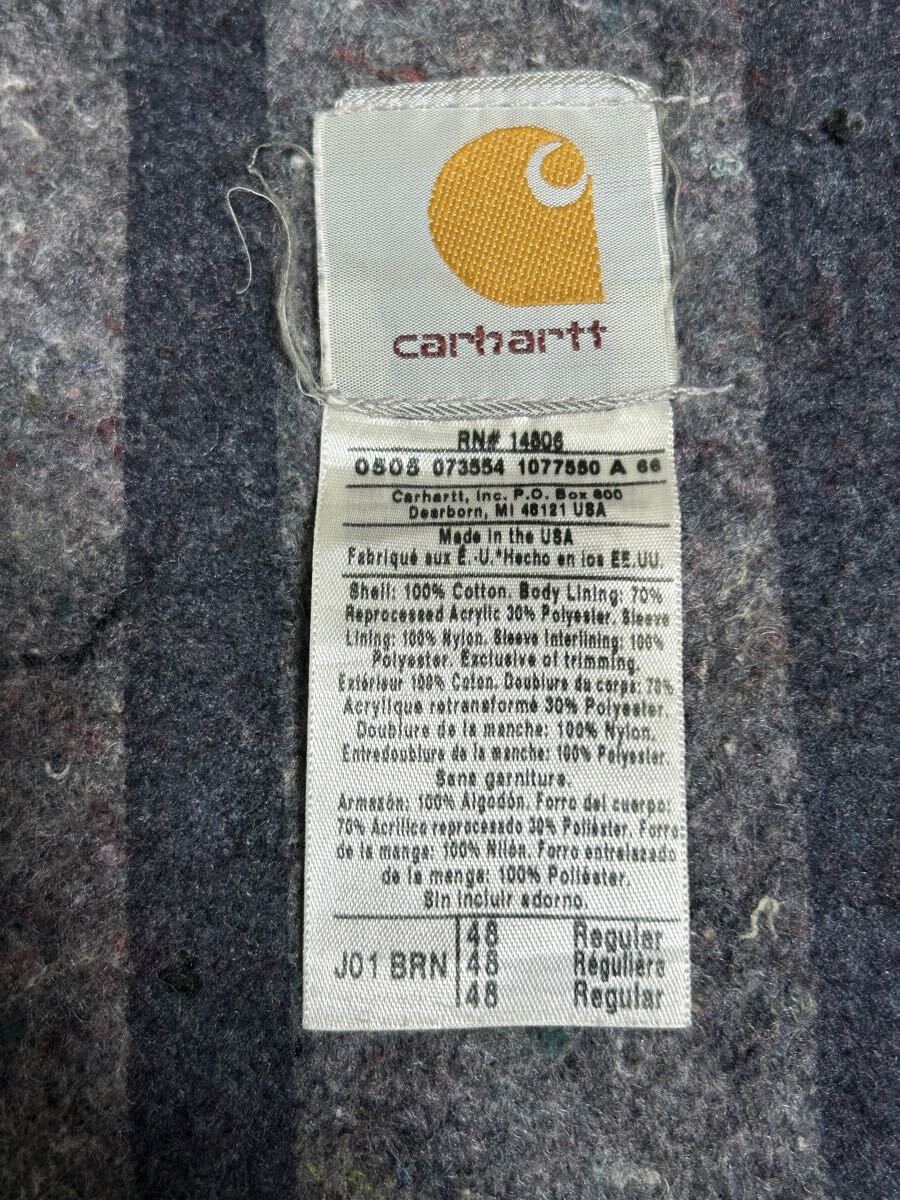 carhartt
RN# 14806
0808 073554 1077550 A 66
Carhartt, Inc. P.O. Box 600
Dearborn, MI 48121 USA
Made in the USA
Fabriqué aux É.-U.*Hecho en los EE.UU.
Shell: 100% Cotton. Body Lining: 70%
Reprocessed Acrylic 30% Polyester. Sleeve
Lining: 100% Nylon. Sleeve Interlining: 100%
Polyester. Exclusive of trimming.
Extérieur 100% Coton. Doublure du corps: 70%
Acrylique retransformé 30% Polyester.
Doublure de la manche: 100% Nylon.
Entredoublure de la manche: 100% Polyester
Sans garniture.
Armazón: 100% Algodón. Forro del cuerpo:
70% Acrílico reprocesado 30% Poliéster. Forro
de la manga: 100% Nilón. Forro entrelazado
de la manga: 100% Poliéster.
Sin incluir adorno.
48 Regular
J01 BRN 48 Régulière
48 Regular